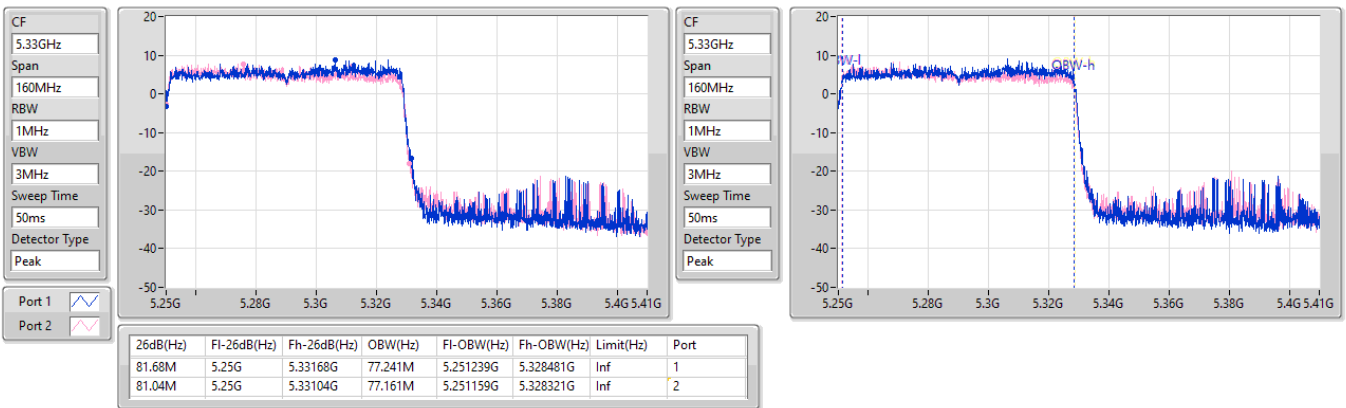 CF
5.33GHz
Span
160MHz
RBW
1MHz
VBW
3MHz
Sweep Time
50ms
Detector Type
Peak
Port 1
Port 2
20
10
0
-10
-20
-30
-40
-50
5.25G 5.28G 5.3G 5.32G 5.34G 5.36G 5.38G 5.4G 5.41G
CF
5.33GHz
Span
160MHz
RBW
1MHz
VBW
3MHz
Sweep Time
50ms
Detector Type
Peak
20
10
0
-10
-20
-30
-40
-50
W-l
OBW-h
5.25G 5.28G 5.3G 5.32G 5.34G 5.36G 5.38G 5.4G 5.41G
26dB(Hz) Fl-26dB(Hz) Fh-26dB(Hz) OBW(Hz) Fl-OBW(Hz) Fh-OBW(Hz) Limit(Hz) Port
81.68M 5.25G 5.33168G 77.241M 5.251239G 5.328481G Inf 1
81.04M 5.25G 5.33104G 77.161M 5.251159G 5.328321G Inf 2